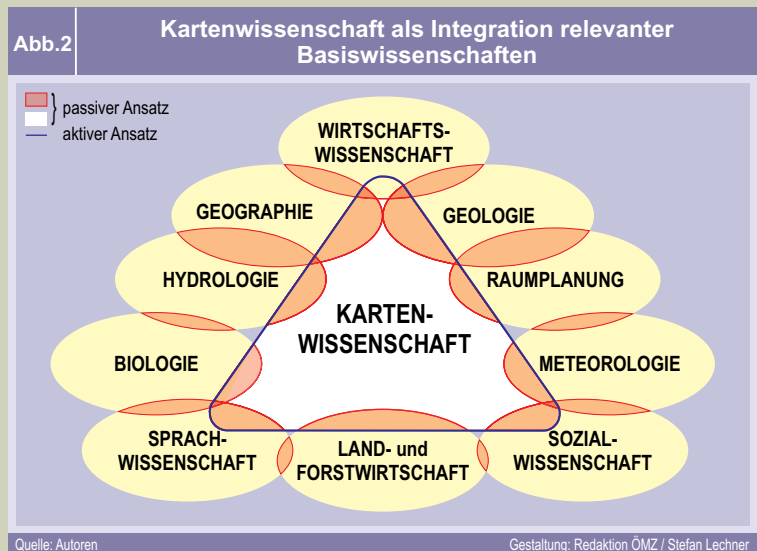 Abb.2
Kartenwissenschaft als Integration relevanter
Basiswissenschaften
} passiver Ansatz
aktiver Ansatz
WIRTSCHAFTS-
WISSENSCHAFT
GEOGRAPHIE
GEOLOGIE
HYDROLOGIE
RAUMPLANUNG
KARTEN-
WISSENSCHAFT
BIOLOGIE
METEOROLOGIE
SPRACH-
WISSENSCHAFT
LAND- und
FORSTWIRTSCHAFT
SOZIAL-
WISSENSCHAFT
Quelle: Autoren
Gestaltung: Redaktion ÖMZ / Stefan Lechner